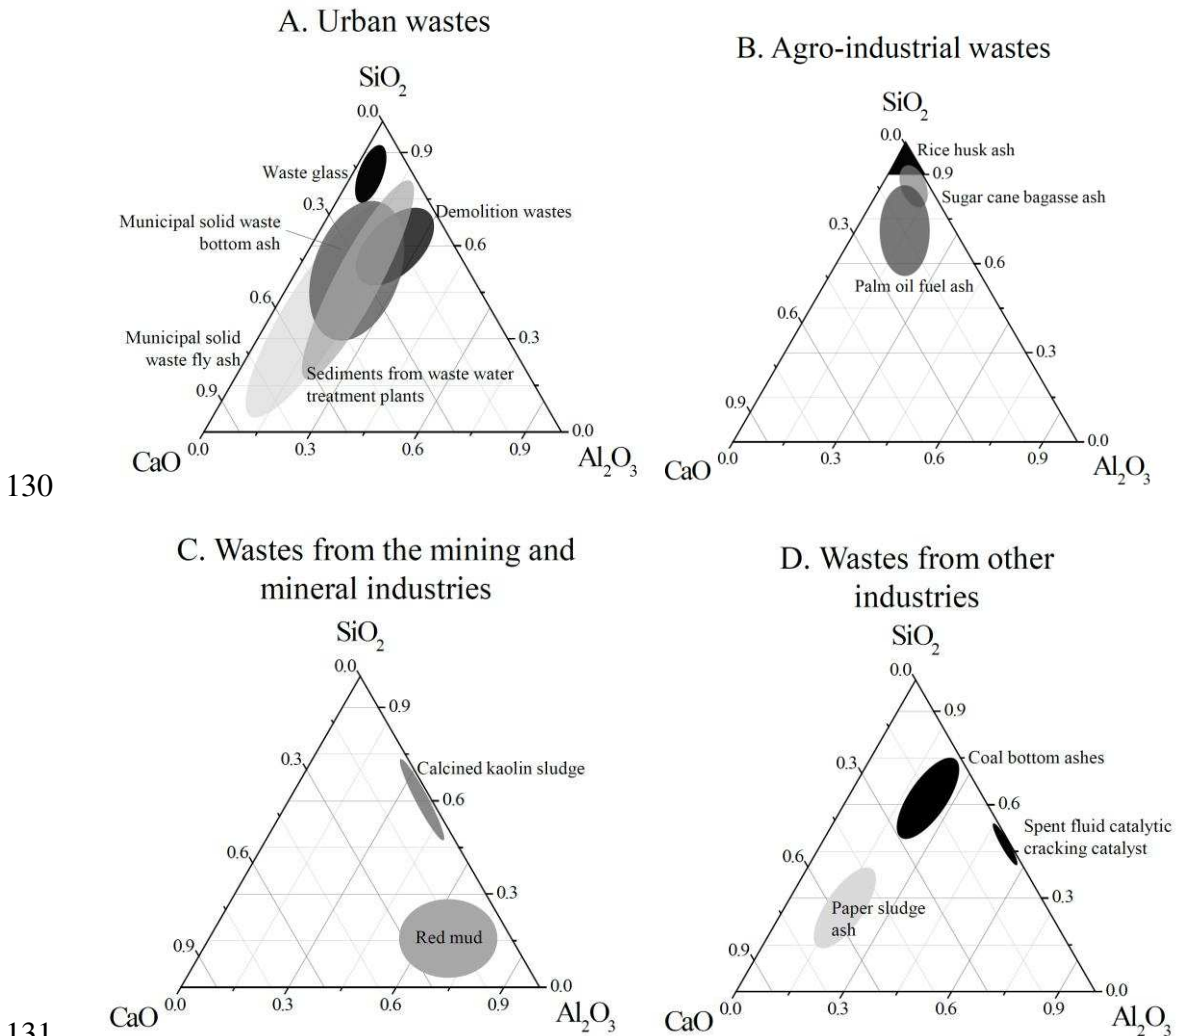 A. Urban wastes
SiO2
0.0
0.9
Waste glass
0.3
Municipal solid waste
bottom ash
Demolition wastes
0.6
0.6
Municipal solid
waste fly ash
0.3
Sediments from waste water
treatment plants
0.9
0.0
0.0
0.3
0.6
0.9
CaO
Al2O3
B. Agro-industrial wastes
SiO2
0.0
Rice husk ash
0.9
Sugar cane bagasse ash
0.3
0.6
Palm oil fuel ash
0.6
0.3
0.9
0.0
0.0
0.3
0.6
0.9
CaO
Al2O3
130
C. Wastes from the mining and
mineral industries
SiO2
0.0
0.9
0.3
Calcined kaolin sludge
0.6
0.6
0.3
Red mud
0.9
0.0
0.0
0.3
0.6
0.9
CaO
Al2O3
D. Wastes from other
industries
SiO2
0.0
0.9
Coal bottom ashes
0.3
0.6
Spent fluid catalytic
cracking catalyst
0.6
0.3
Paper sludge
ash
0.9
0.0
0.0
0.3
0.6
0.9
CaO
Al2O3
131